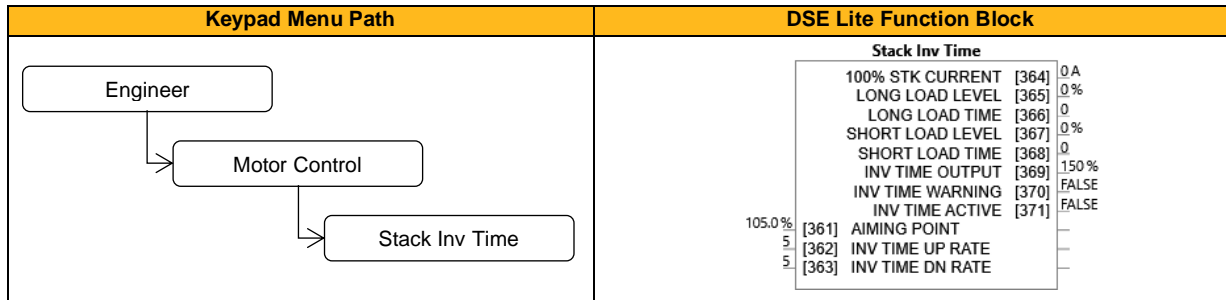 Keypad Menu Path
DSE Lite Function Block
Engineer
Motor Control
Stack Inv Time
Stack Inv Time
100% STK CURRENT [364] 0 A
LONG LOAD LEVEL [365] 0 %
LONG LOAD TIME [366] 0
SHORT LOAD LEVEL [367] 0 %
SHORT LOAD TIME [368] 0
INV TIME OUTPUT [369] 150 %
INV TIME WARNING [370] FALSE
INV TIME ACTIVE [371] FALSE
105.0 % [361] AIMING POINT
5 [362] INV TIME UP RATE
5 [363] INV TIME DN RATE